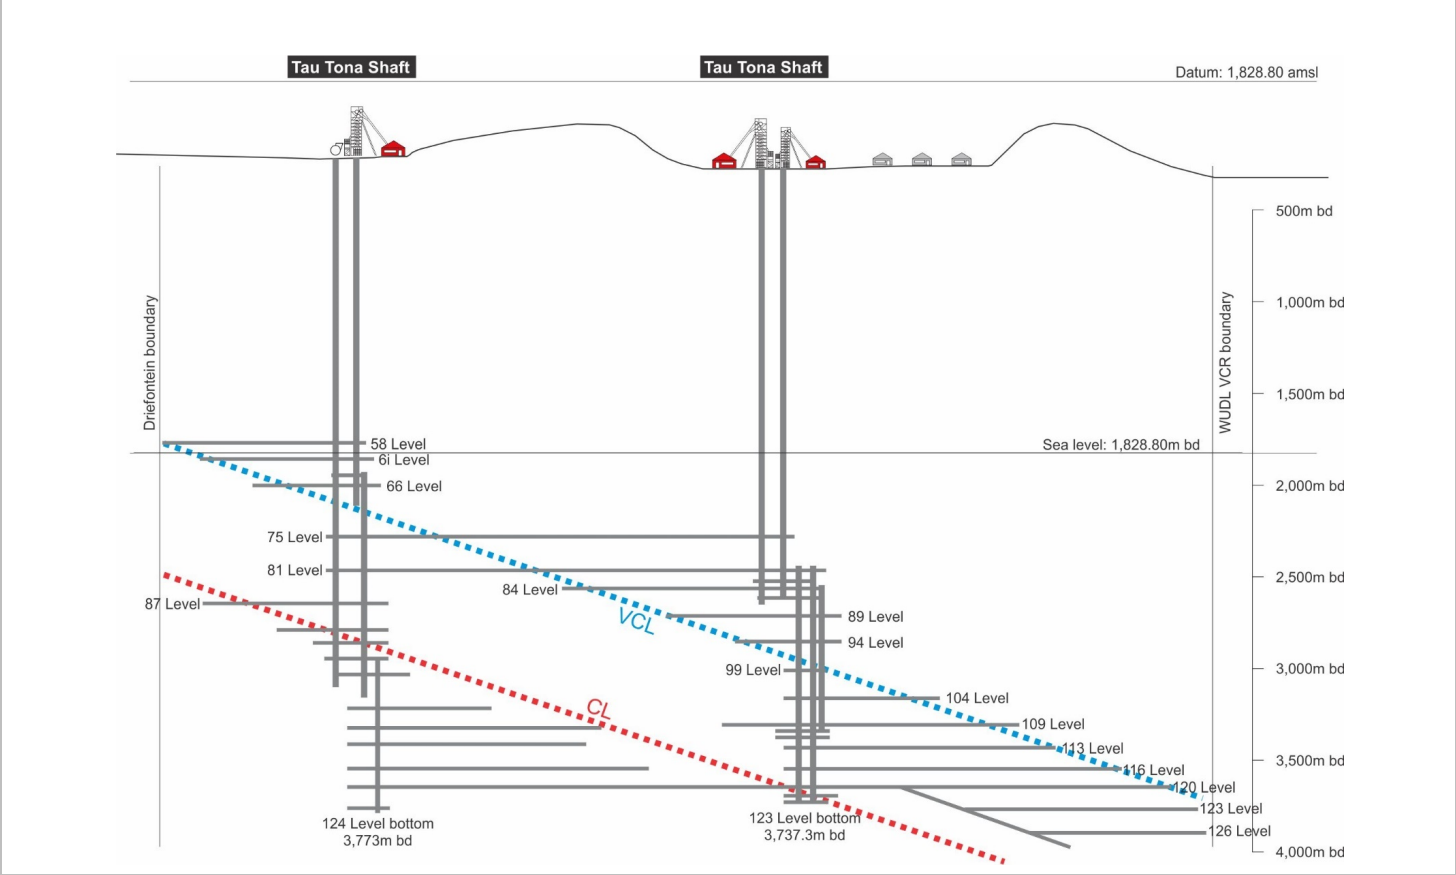 Tau Tona Shaft
Tau Tona Shaft
Datum: 1,828.80 amsl
500m bd
1,000m bd
Driefontein boundary
WUDL VCR boundary
1,500m bd
58 Level
Sea level: 1,828.80m bd
6i Level
66 Level
2,000m bd
75 Level
81 Level
2,500m bd
84 Level
87 Level
VCL
89 Level
94 Level
99 Level
3,000m bd
104 Level
CL
109 Level
113 Level
3,500m bd
116 Level
120 Level
123 Level
124 Level bottom
3,773m bd
123 Level bottom
3,737.3m bd
126 Level
4,000m bd